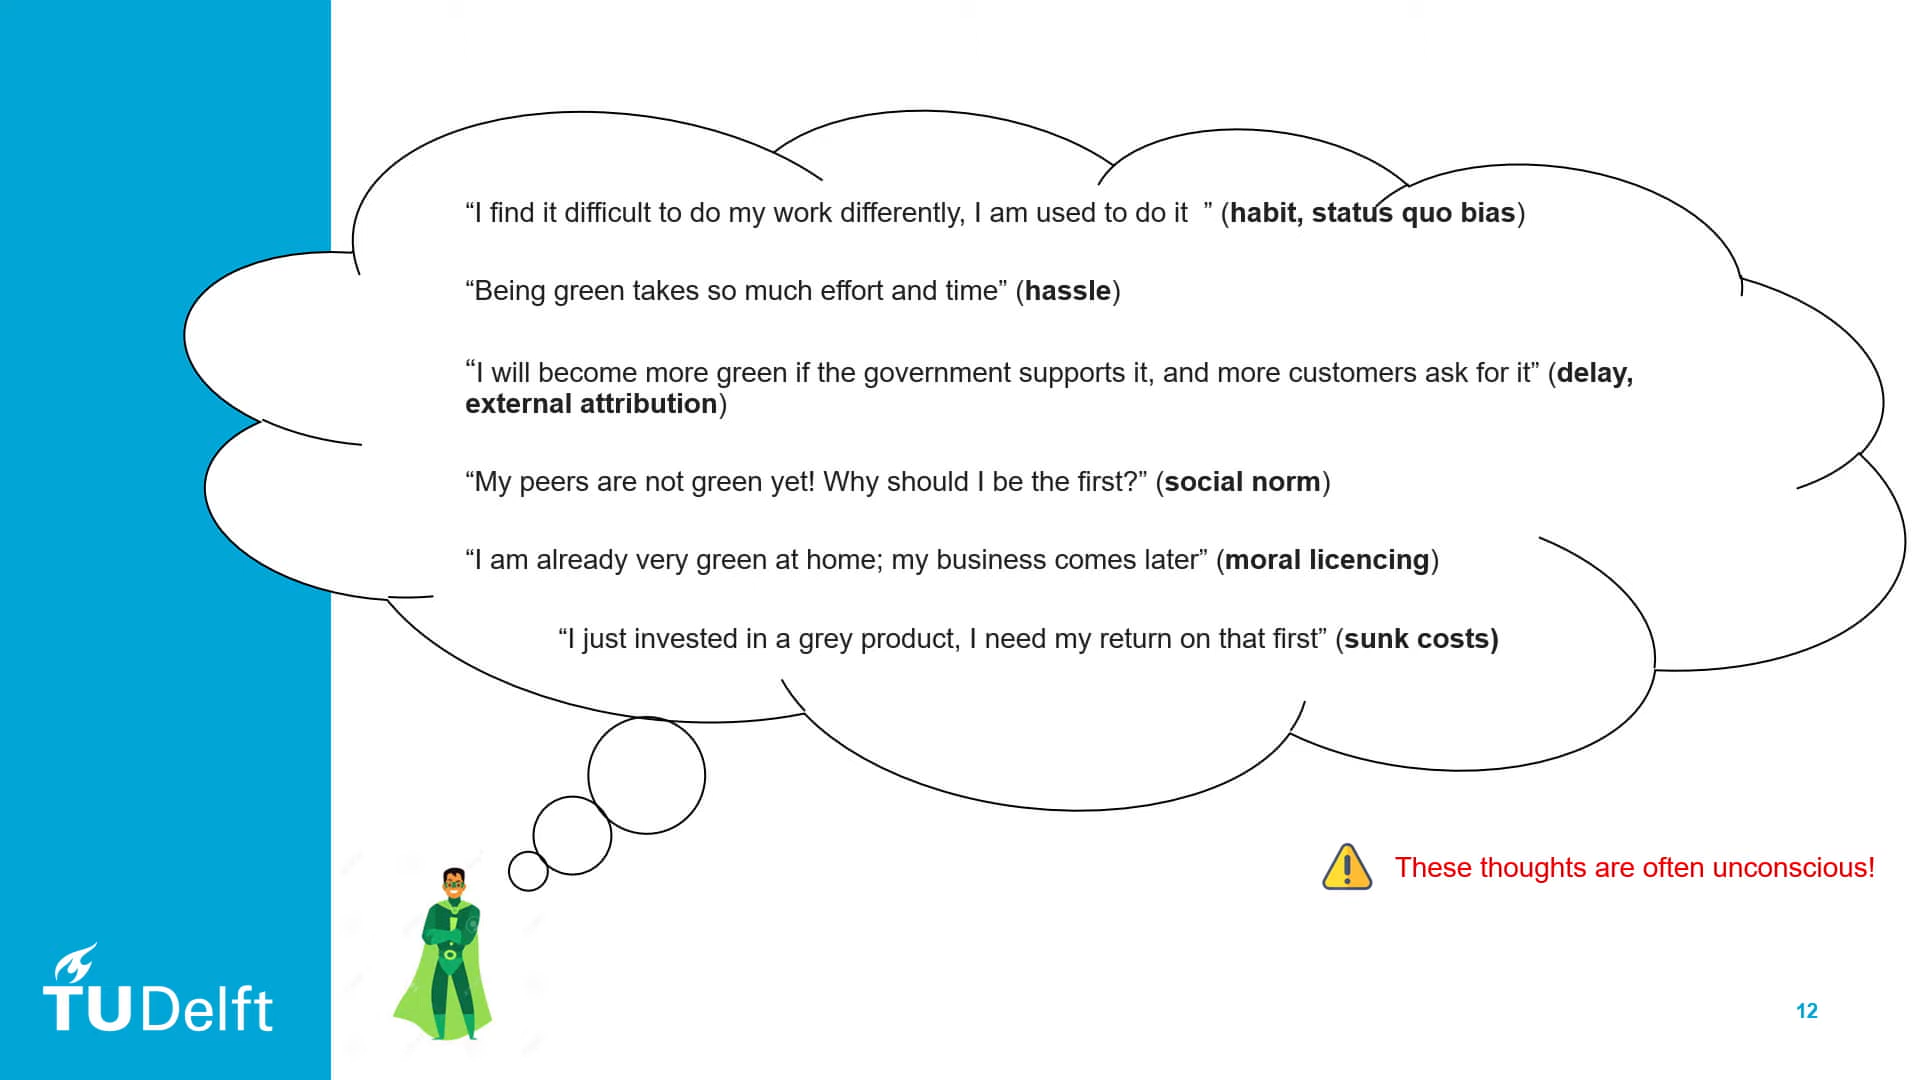 “I find it difficult to do my work differently, I am used to do it  ” (habit, status quo bias)
“Being green takes so much effort and time” (hassle)
“I will become more green if the government supports it, and more customers ask for it” (delay,
external attribution)
“My peers are not green yet! Why should I be the first?” (social norm)
“I am already very green at home; my business comes later” (moral licencing)
“I just invested in a grey product, I need my return on that first” (sunk costs)
These thoughts are often unconscious!
TUDelft
12